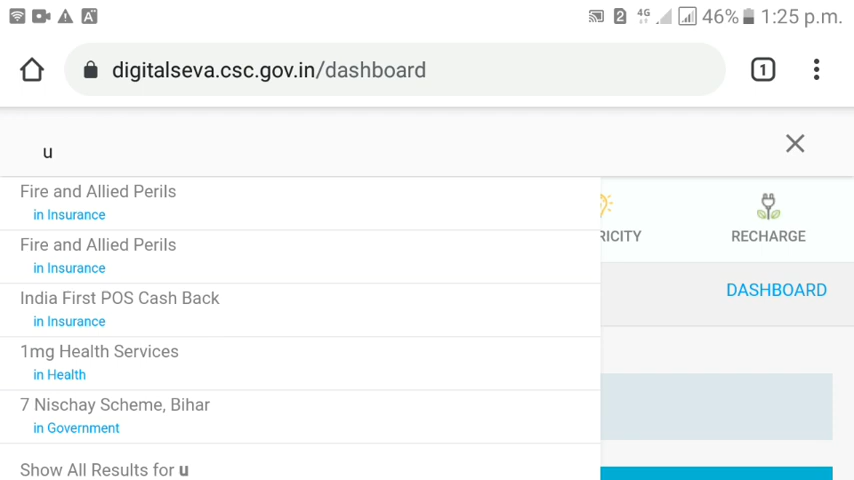 2 4G 46% 1:25 p.m.
digitalseva.csc.gov.in/dashboard 1
u
Fire and Allied Perils
in Insurance
RICITY
RECHARGE
Fire and Allied Perils
in Insurance
DASHBOARD
India First POS Cash Back
in Insurance
1mg Health Services
in Health
7 Nischay Scheme, Bihar
in Government
Show All Results for u